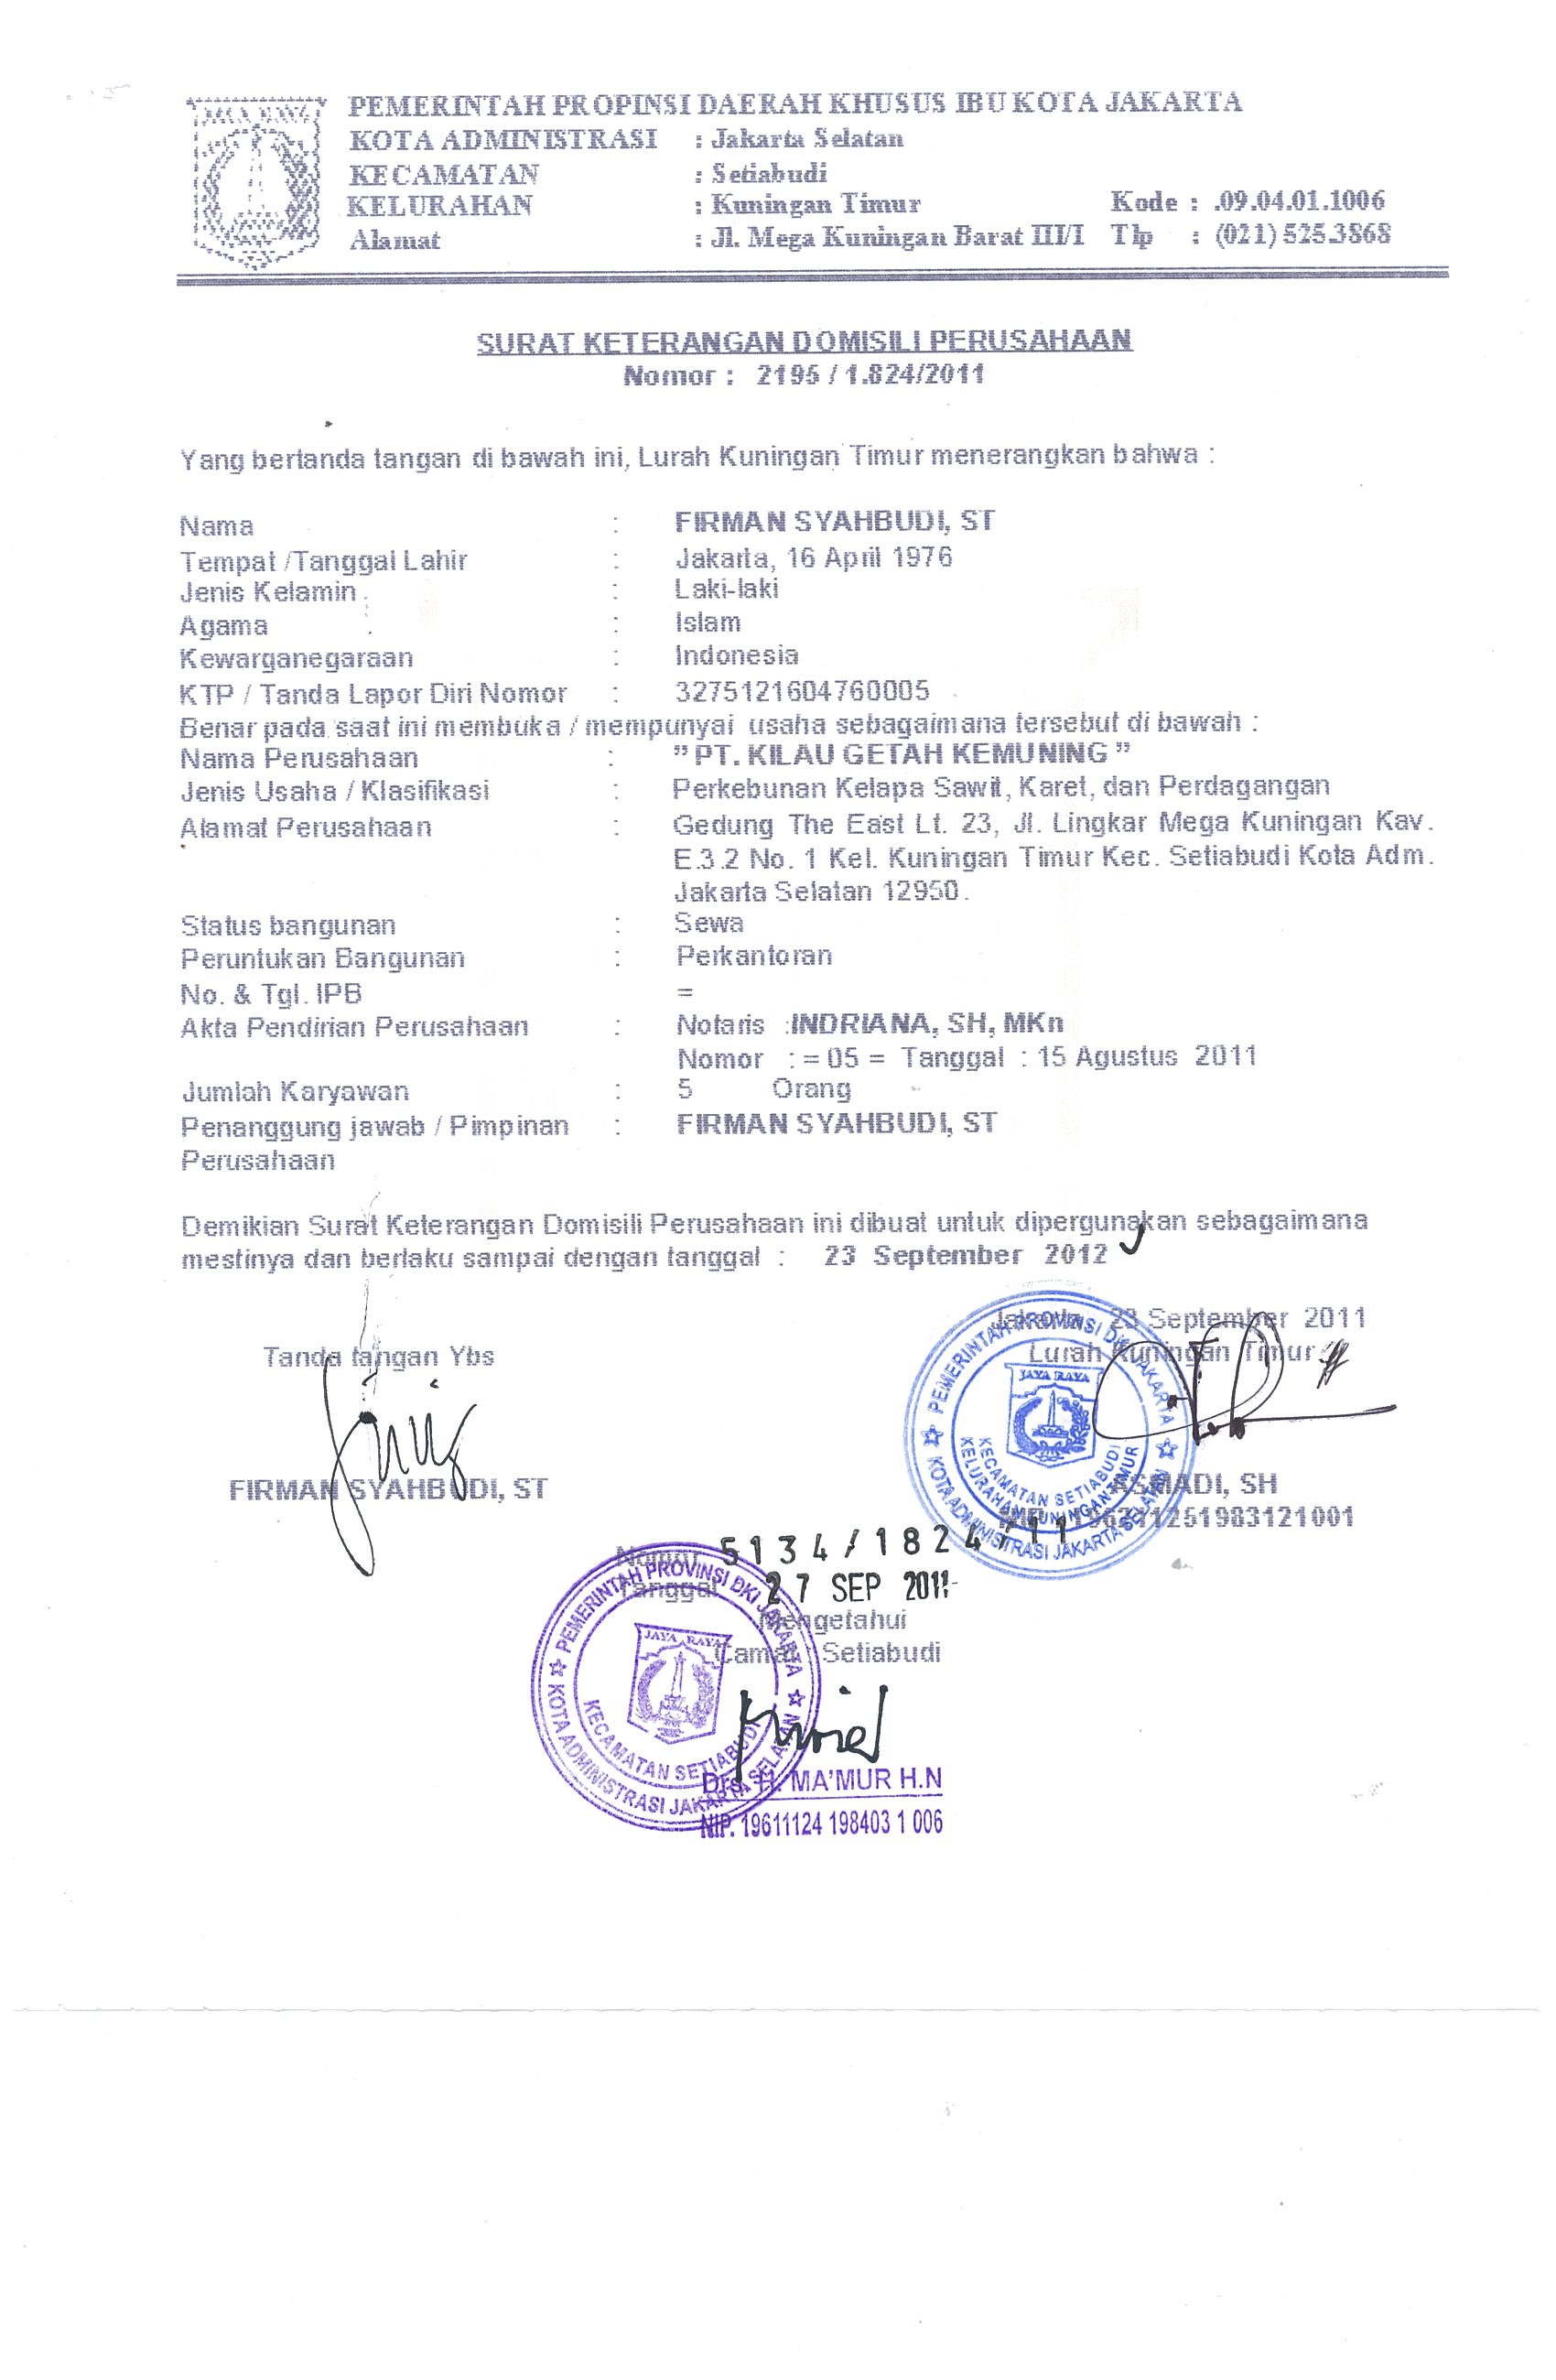 PEMERINTAH PROPINSI DAERAH KHUSUS IBU KOTA JAKARTA
KOTA ADMINISTRASI : Jakarta Selatan
KECAMATAN : Setiabudi
KELURAHAN : Kuningan Timur Kode : .09.04.01.1006
Alamat : Jl. Mega Kuningan Barat III/I Tlp : (021) 5253868
SURAT KETERANGAN DOMISILI PERUSAHAAN
Nomor : 2195 / 1.824/2011
Yang bertanda tangan di bawah ini, Lurah Kuningan Timur menerangkan bahwa :
Nama : FIRMAN SYAHBUDI, ST
Tempat /Tanggal Lahir : Jakarta, 16 April 1976
Jenis Kelamin : Laki-laki
Agama : Islam
Kewarganegaraan : Indonesia
KTP / Tanda Lapor Diri Nomor : 3275121604760005
Benar pada saat ini membuka / mempunyai usaha sebagaimana tersebut di bawah :
Nama Perusahaan : ” PT. KILAU GETAH KEMUNING ”
Jenis Usaha / Klasifikasi : Perkebunan Kelapa Sawit, Karet, dan Perdagangan
Alamat Perusahaan : Gedung The East Lt. 23, Jl. Lingkar Mega Kuningan Kav.
E.3.2 No. 1 Kel. Kuningan Timur Kec. Setiabudi Kota Adm.
Jakarta Selatan 12950.
Status bangunan : Sewa
Peruntukan Bangunan : Perkantoran
No. & Tgl. IPB =
Akta Pendirian Perusahaan : Notaris :INDRIANA, SH, MKn
Nomor : = 05 = Tanggal : 15 Agustus 2011
Jumlah Karyawan : 5 Orang
Penanggung jawab / Pimpinan : FIRMAN SYAHBUDI, ST
Perusahaan
Demikian Surat Keterangan Domisili Perusahaan ini dibuat untuk dipergunakan sebagaimana
mestinya dan berlaku sampai dengan tanggal : 23 September 2012
Jakarta, 23 September 2011
Tanda tangan Ybs Lurah Kuningan Timur
PEMERINTAH PROVINSI DKI JAKARTA
JAYA RAYA
KECAMATAN SETIABUDI
KELURAHAN KUNINGAN TIMUR
KOTA ADMINISTRASI JAKARTA SELATAN
FIRMAN SYAHBUDI, ST ASMADI, SH
NIP. 196311251983121001
Nomor 5134/1824/11
Tanggal 27 SEP 2011
Mengetahui
Camat Setiabudi
PEMERINTAH PROVINSI DKI JAKARTA
JAYA RAYA
KECAMATAN SETIABUDI
KOTA ADMINISTRASI JAKARTA SELATAN
Drs. H. MA'MUR H.N
NIP. 19611124 198403 1 006